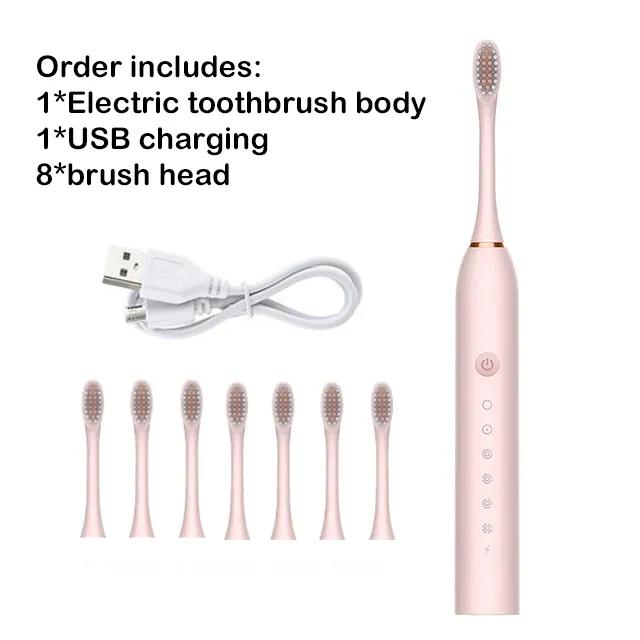 Order includes:
1*Electric toothbrush body
1*USB charging
8*brush head